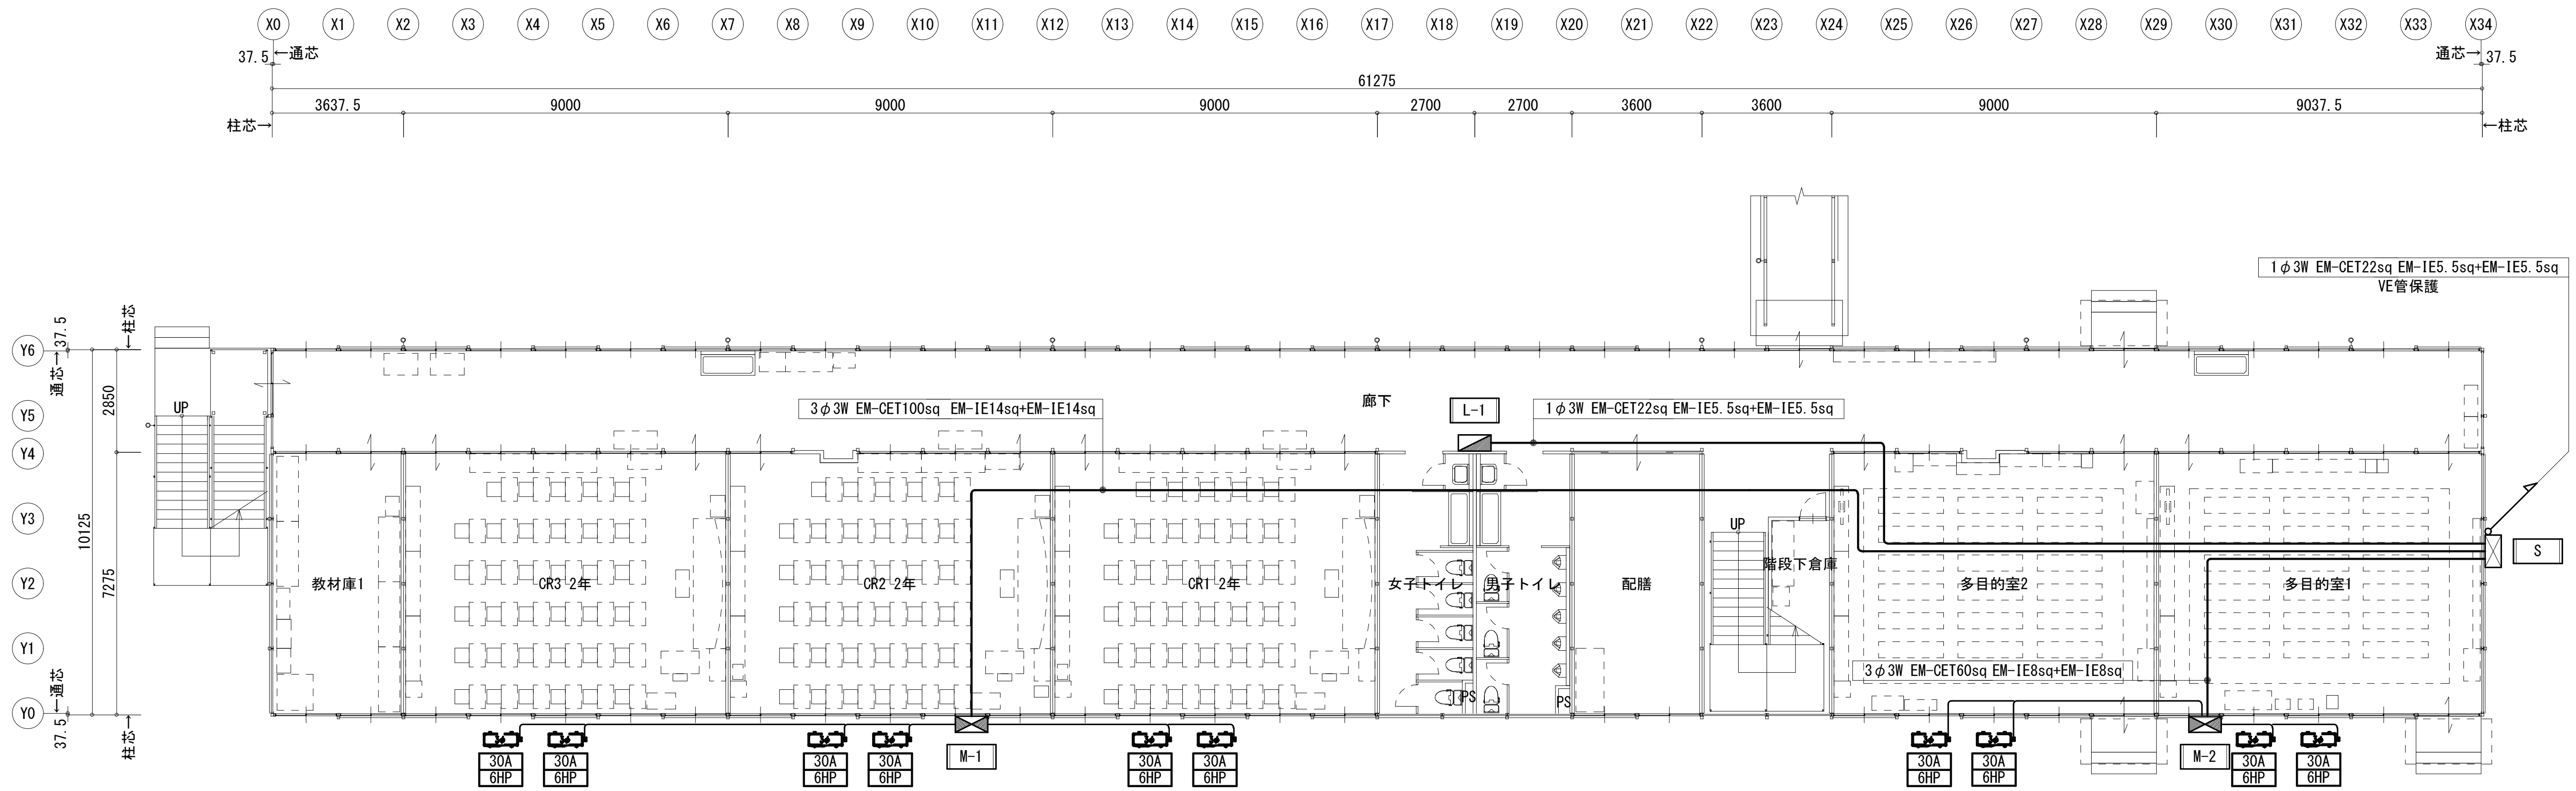 X0 X1 X2 X3 X4 X5 X6 X7 X8 X9 X10 X11 X12 X13 X14 X15 X16 X17 X18 X19 X20 X21 X22 X23 X24 X25 X26 X27 X28 X29 X30 X31 X32 X33 X34
←通芯
通芯→
37.5
37.5
61275
3637.5 9000 9000 9000 2700 2700 3600 3600 9000 9037.5
柱芯→
←柱芯
1φ3W EM-CET22sq EM-IE5.5sq+EM-IE5.5sq
VE管保護
←柱芯
37.5
Y6
通芯→
2850
Y5
UP
3φ3W EM-CET100sq EM-IE14sq+EM-IE14sq
廊下
L-1
1φ3W EM-CET22sq EM-IE5.5sq+EM-IE5.5sq
Y4
Y3
10125
7275
UP
S
階段下倉庫
Y2
教材庫1
CR3 2年
CR2 2年
CR1 2年
女子トイレ
男子トイレ
配膳
多目的室2
多目的室1
Y1
3φ3W EM-CET60sq EM-IE8sq+EM-IE8sq
PS
PS
←通芯
Y0
37.5
柱芯→
M-1
M-2
30A
6HP
30A
6HP
30A
6HP
30A
6HP
30A
6HP
30A
6HP
30A
6HP
30A
6HP
30A
6HP
30A
6HP